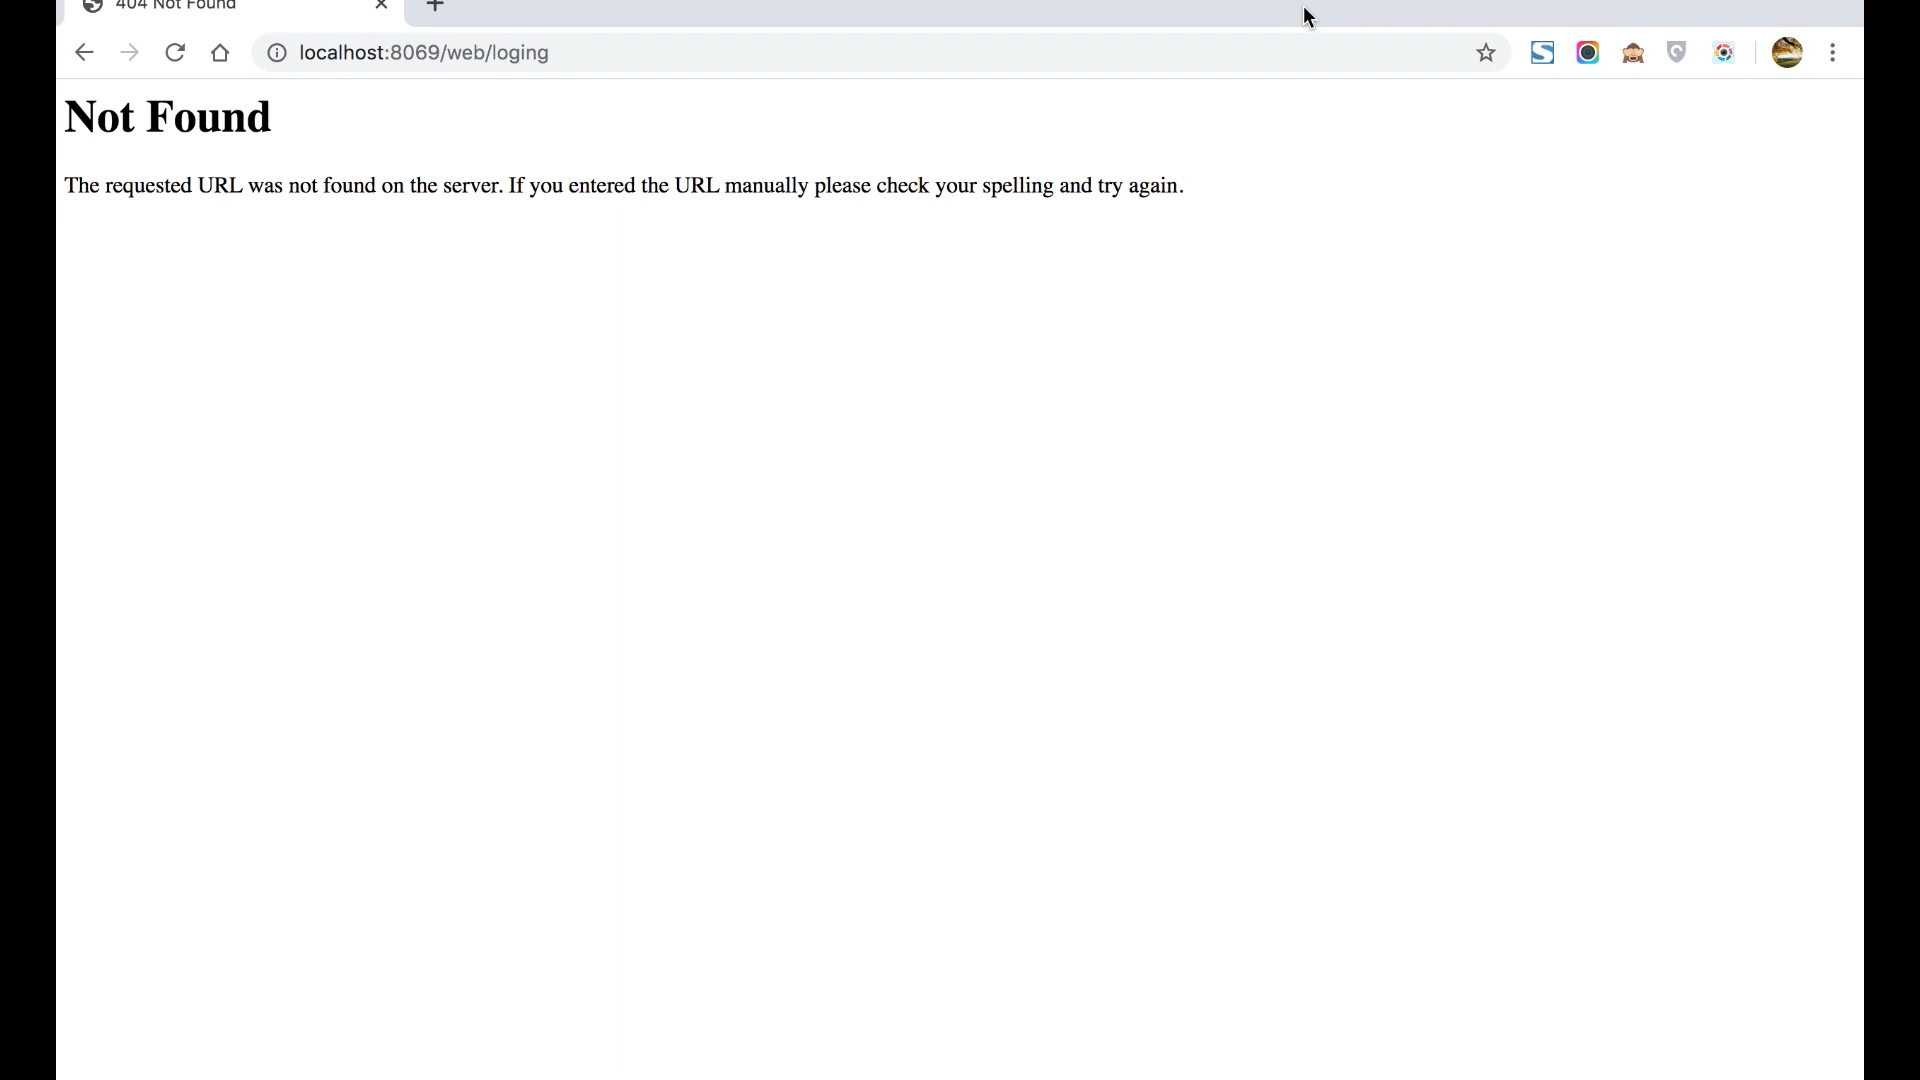 404 Not Found
localhost:8069/web/loging
Not Found
The requested URL was not found on the server. If you entered the URL manually please check your spelling and try again.